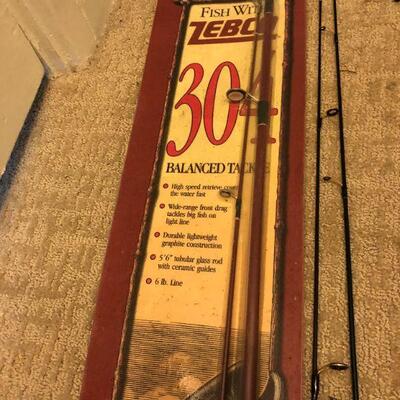 FISH WITH
ZEBCO
304
BALANCED TACKLE
High speed retrieve covers
the water fast
Wide-range front drag
tackles big fish on
light line
Durable lightweight
graphite construction
5'6" tubular glass rod
with ceramic guides
6 lb. Line